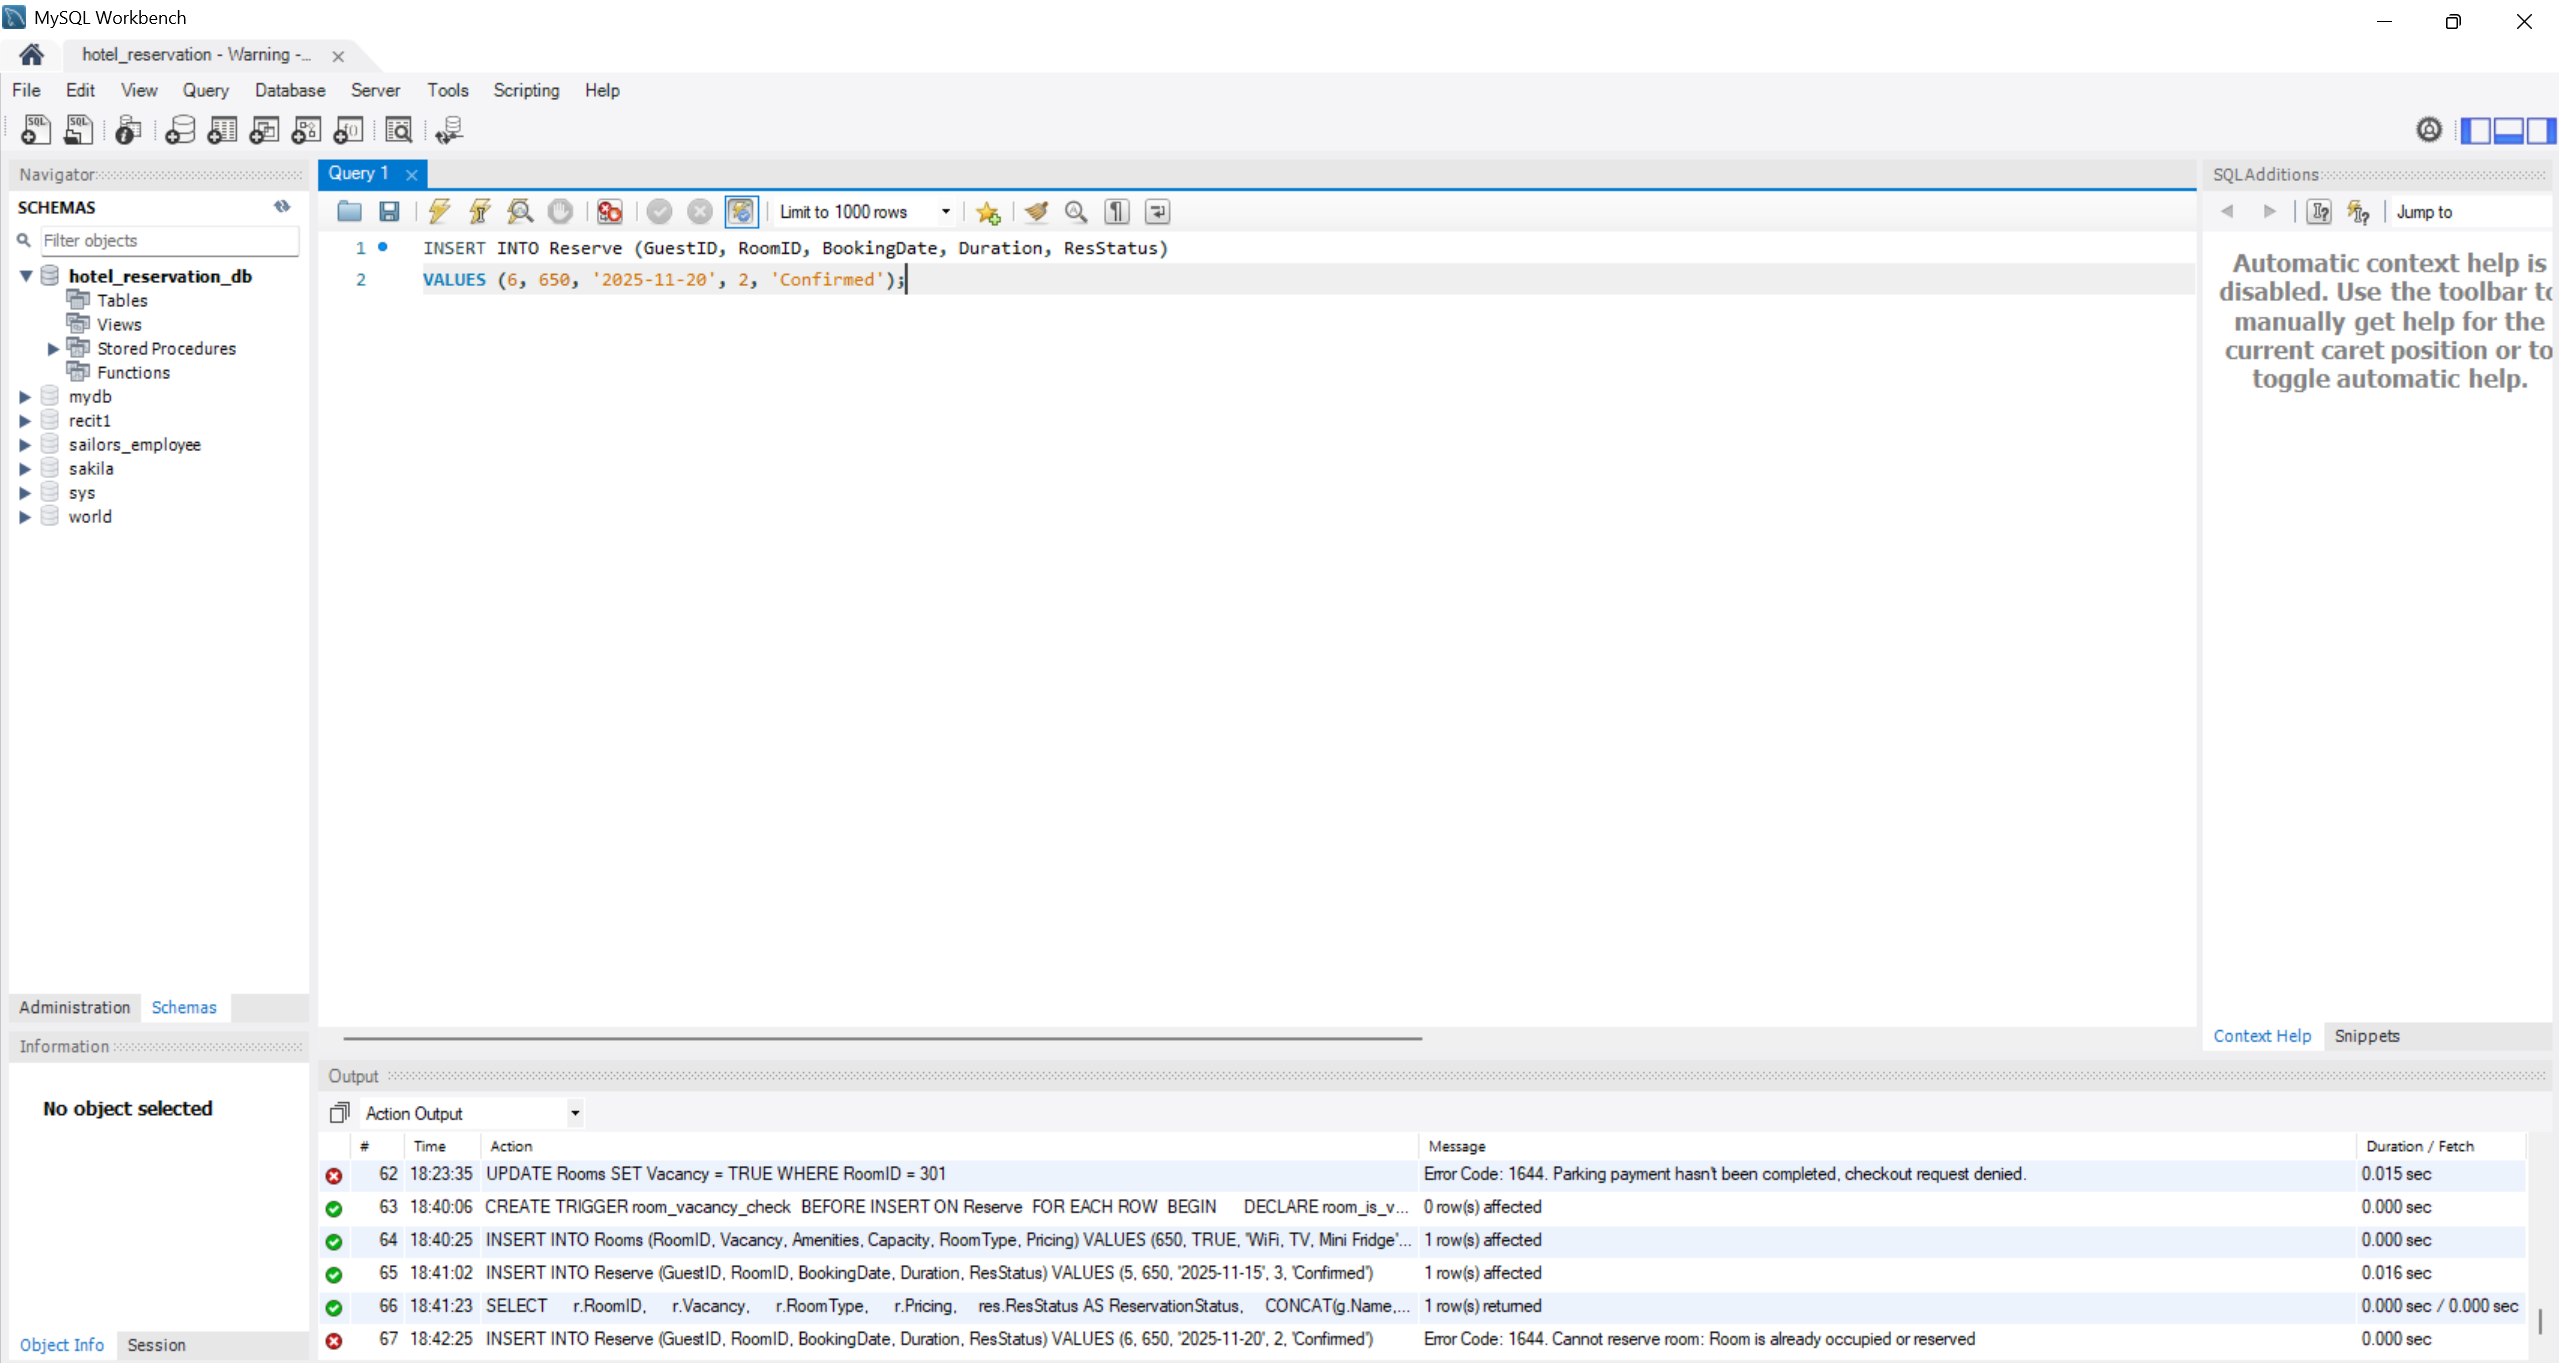 MySQL Workbench
hotel_reservation - Warning -...
File Edit View Query Database Server Tools Scripting Help
Navigator
SCHEMAS
Filter objects
hotel_reservation_db
Tables
Views
Stored Procedures
Functions
mydb
recit1
sailors_employee
sakila
sys
world
Administration Schemas
Information
No object selected
Object Info Session
Query 1
Limit to 1000 rows
1 INSERT INTO Reserve (GuestID, RoomID, BookingDate, Duration, ResStatus)
2 VALUES (6, 650, '2025-11-20', 2, 'Confirmed');
SQLAdditions
Jump to
Automatic context help is
disabled. Use the toolbar to
manually get help for the
current caret position or to
toggle automatic help.
Context Help Snippets
Output
Action Output
# Time Action Message Duration / Fetch
62 18:23:35 UPDATE Rooms SET Vacancy = TRUE WHERE RoomID = 301 Error Code: 1644. Parking payment hasn't been completed, checkout request denied. 0.015 sec
63 18:40:06 CREATE TRIGGER room_vacancy_check BEFORE INSERT ON Reserve FOR EACH ROW BEGIN DECLARE room_is_v... 0 row(s) affected 0.000 sec
64 18:40:25 INSERT INTO Rooms (RoomID, Vacancy, Amenities, Capacity, RoomType, Pricing) VALUES (650, TRUE, 'WiFi, TV, Mini Fridge'... 1 row(s) affected 0.000 sec
65 18:41:02 INSERT INTO Reserve (GuestID, RoomID, BookingDate, Duration, ResStatus) VALUES (5, 650, '2025-11-15', 3, 'Confirmed') 1 row(s) affected 0.016 sec
66 18:41:23 SELECT r.RoomID, r.Vacancy, r.RoomType, r.Pricing, res.ResStatus AS ReservationStatus, CONCAT(g.Name,... 1 row(s) returned 0.000 sec / 0.000 sec
67 18:42:25 INSERT INTO Reserve (GuestID, RoomID, BookingDate, Duration, ResStatus) VALUES (6, 650, '2025-11-20', 2, 'Confirmed') Error Code: 1644. Cannot reserve room: Room is already occupied or reserved 0.000 sec